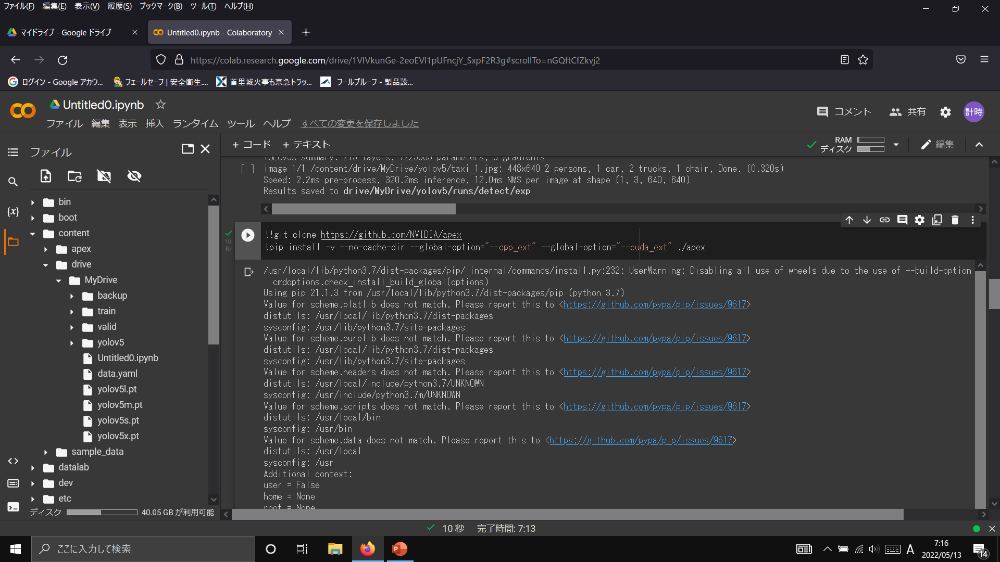 ファイル(F) 編集(E) 表示(V) 履歴(S) ブックマーク(B) ツール(T) ヘルプ(H)
マイドライブ - Google ドライブ
Untitled0.ipynb - Colaboratory
https://colab.research.google.com/drive/1VIVkunGe-2eoEVl1pUFncjY_SxpF2R3g#scrollTo=nGQftCfZkvj2
ログイン - Google アカウ...
フェールセーフ | 安全衛生....
首里城火事も京急トラッ...
フールプルーフ - 製品設...
Untitled0.ipynb
コメント
共有
計時
ファイル 編集 表示 挿入 ランタイム ツール ヘルプ すべての変更を保存しました
ファイル
+ コード + テキスト
RAM
ディスク
編集
bin
boot
content
apex
drive
MyDrive
backup
train
valid
yolov5
Untitled0.ipynb
data.yaml
yolov5l.pt
yolov5m.pt
yolov5s.pt
yolov5x.pt
sample_data
datalab
dev
etc
ディスク 40.05 GB が利用可能
YOLOv5s summary: 213 layers, 7225885 parameters, 0 gradients
[ ] image 1/1 /content/drive/MyDrive/yolov5/taxi_1.jpg: 448x640 2 persons, 1 car, 2 trucks, 1 chair, Done. (0.320s)
Speed: 2.2ms pre-process, 320.2ms inference, 12.0ms NMS per image at shape (1, 3, 640, 640)
Results saved to drive/MyDrive/yolov5/runs/detect/exp
10
秒
!!git clone https://github.com/NVIDIA/apex
!pip install -v --no-cache-dir --global-option="--cpp_ext" --global-option="--cuda_ext" ./apex
/usr/local/lib/python3.7/dist-packages/pip/_internal/commands/install.py:232: UserWarning: Disabling all use of wheels due to the use of --build-option
cmdoptions.check_install_build_global(options)
Using pip 21.1.3 from /usr/local/lib/python3.7/dist-packages/pip (python 3.7)
Value for scheme.platlib does not match. Please report this to <https://github.com/pypa/pip/issues/9617>
distutils: /usr/local/lib/python3.7/dist-packages
sysconfig: /usr/lib/python3.7/site-packages
Value for scheme.purelib does not match. Please report this to <https://github.com/pypa/pip/issues/9617>
distutils: /usr/local/lib/python3.7/dist-packages
sysconfig: /usr/lib/python3.7/site-packages
Value for scheme.headers does not match. Please report this to <https://github.com/pypa/pip/issues/9617>
distutils: /usr/local/include/python3.7/UNKNOWN
sysconfig: /usr/include/python3.7m/UNKNOWN
Value for scheme.scripts does not match. Please report this to <https://github.com/pypa/pip/issues/9617>
distutils: /usr/local/bin
sysconfig: /usr/bin
Value for scheme.data does not match. Please report this to <https://github.com/pypa/pip/issues/9617>
distutils: /usr/local
sysconfig: /usr
Additional context:
user = False
home = None
root = None
10 秒 完了時間: 7:13
ここに入力して検索
A
7:16
2022/05/13
14